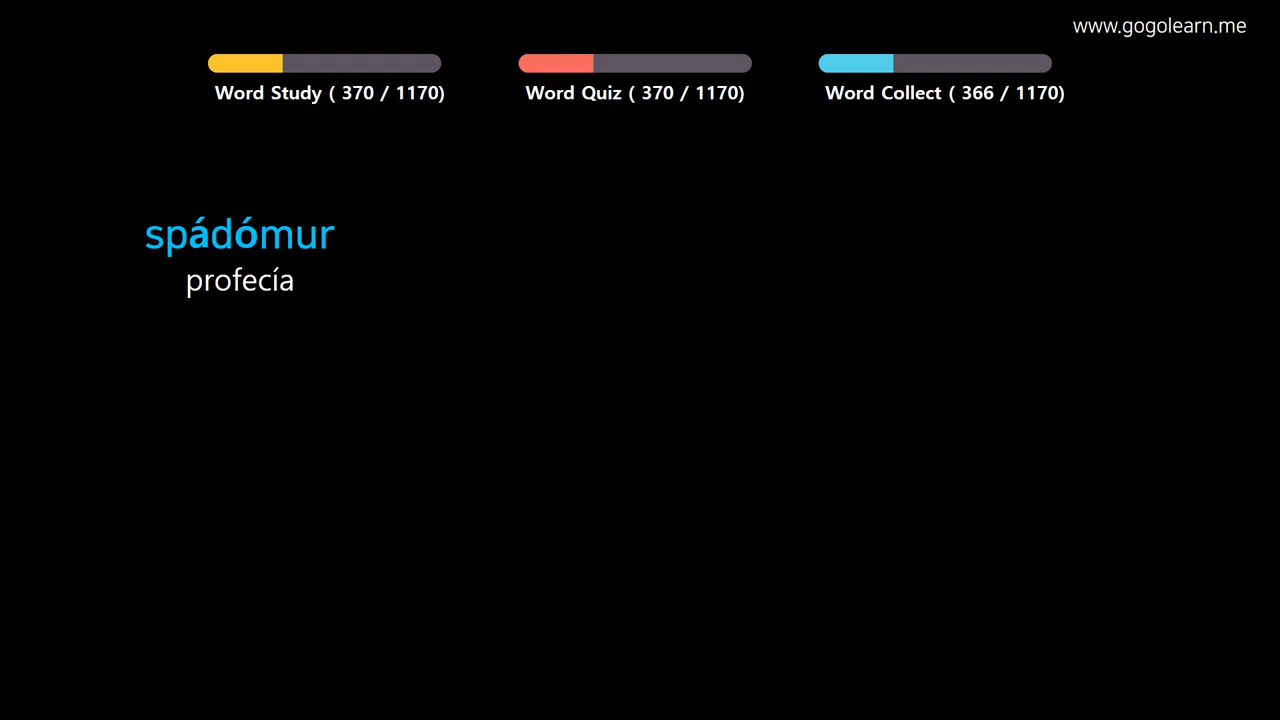 www.gogolearn.me
Word Study ( 370 / 1170)
Word Quiz ( 370 / 1170)
Word Collect ( 366 / 1170)
spádómur
profecía